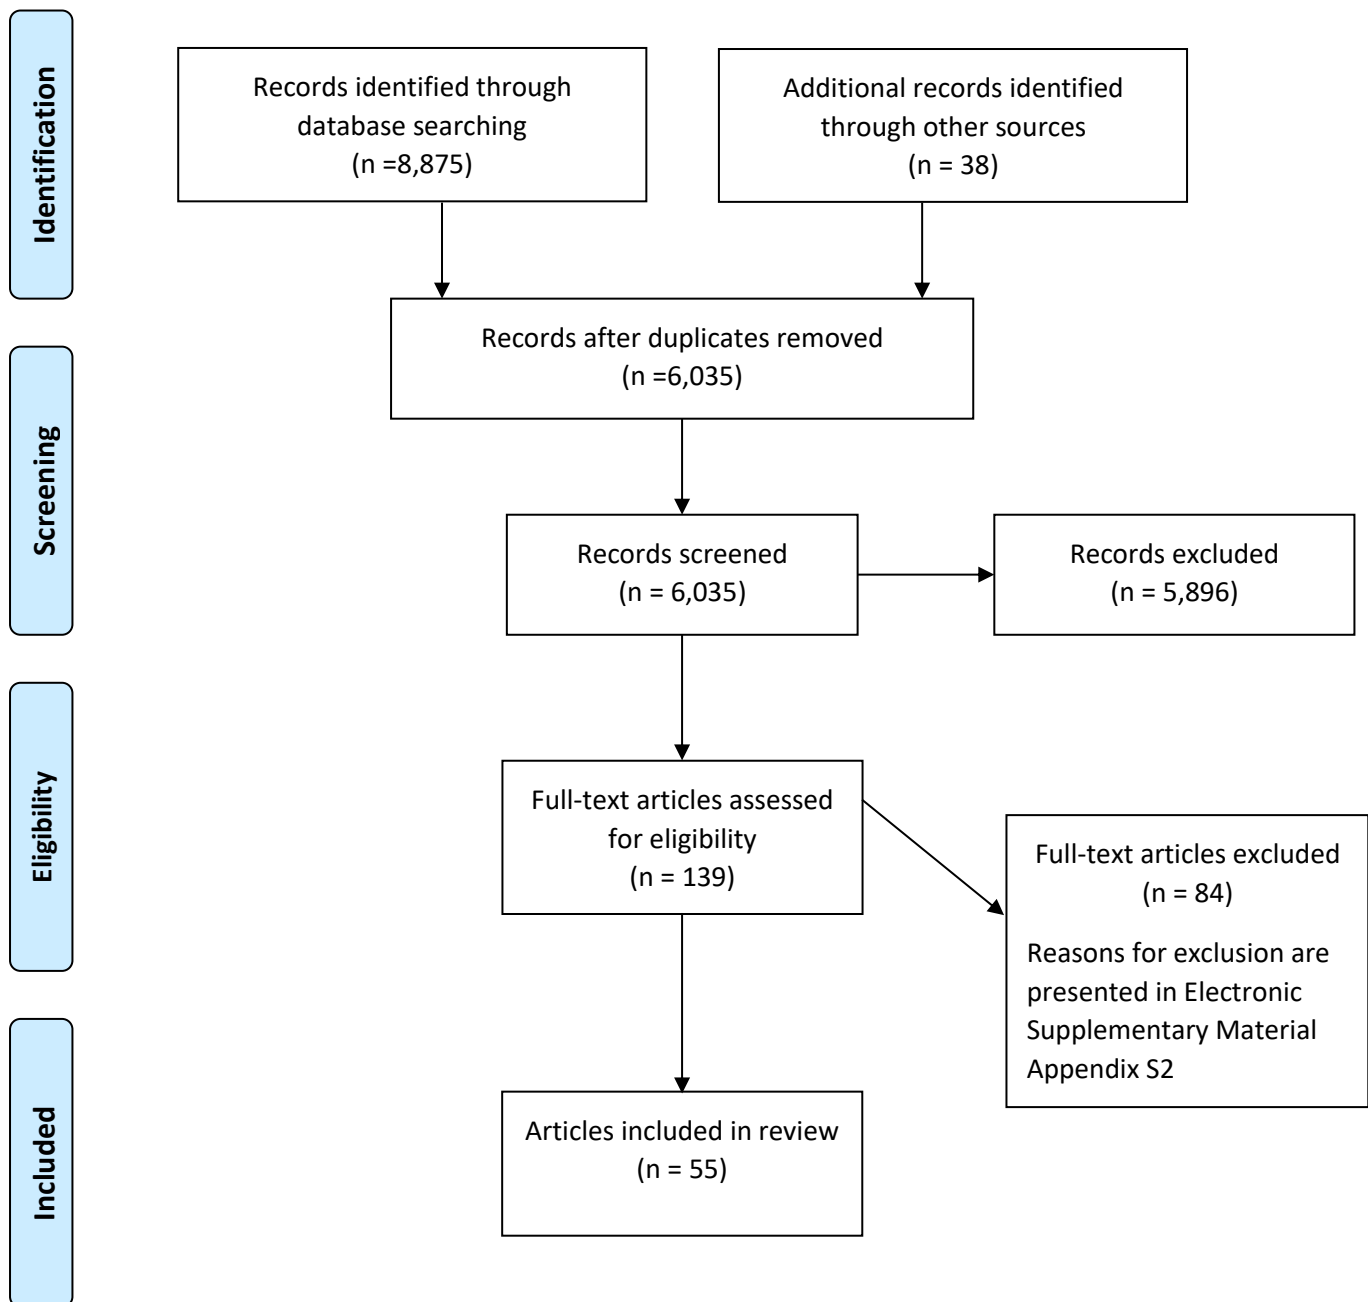 Identification
Records identified through
database searching
(n =8,875)
Additional records identified
through other sources
(n = 38)
Records after duplicates removed
(n =6,035)
Screening
Records screened
(n = 6,035)
Records excluded
(n = 5,896)
Eligibility
Full-text articles assessed
for eligibility
(n = 139)
Full-text articles excluded
(n = 84)
Reasons for exclusion are
presented in Electronic
Supplementary Material
Appendix S2
Included
Articles included in review
(n = 55)